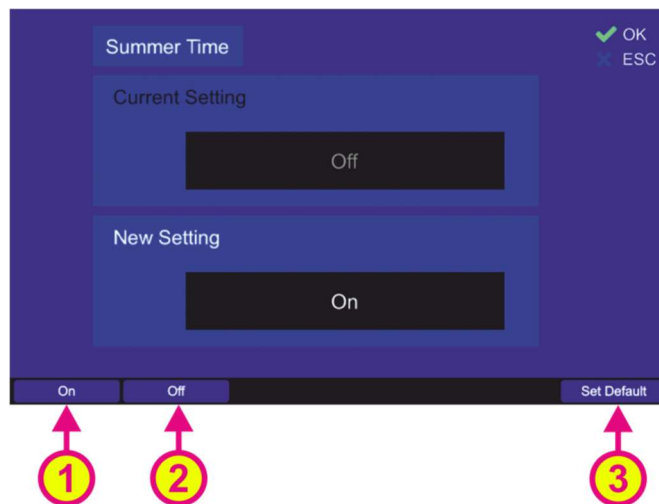 Summer Time
OK
ESC
Current Setting
Off
New Setting
On
On Off Set Default
1 2 3